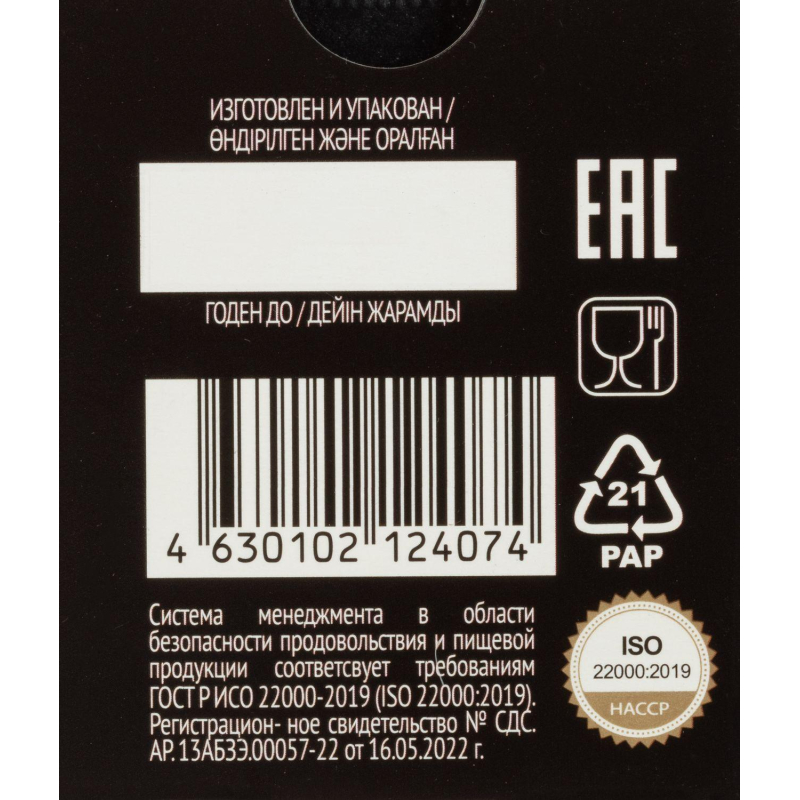 ИЗГОТОВЛЕН И УПАКОВАН /
ӨНДІРІЛГЕН ЖӘНЕ ОРАЛҒАН
ГОДЕН ДО / ДЕЙІН ЖАРАМДЫ
EAC
21
PAP
4 630102 124074
Система менеджмента в области
безопасности продовольствия и пищевой
продукции соответсвует требованиям
ГОСТ Р ИСО 22000-2019 (ISO 22000:2019).
Регистрацион- ное свидетельство № СДС.
АР.13АБЗЭ.00057-22 от 16.05.2022 г.
ISO
22000:2019
HACCP